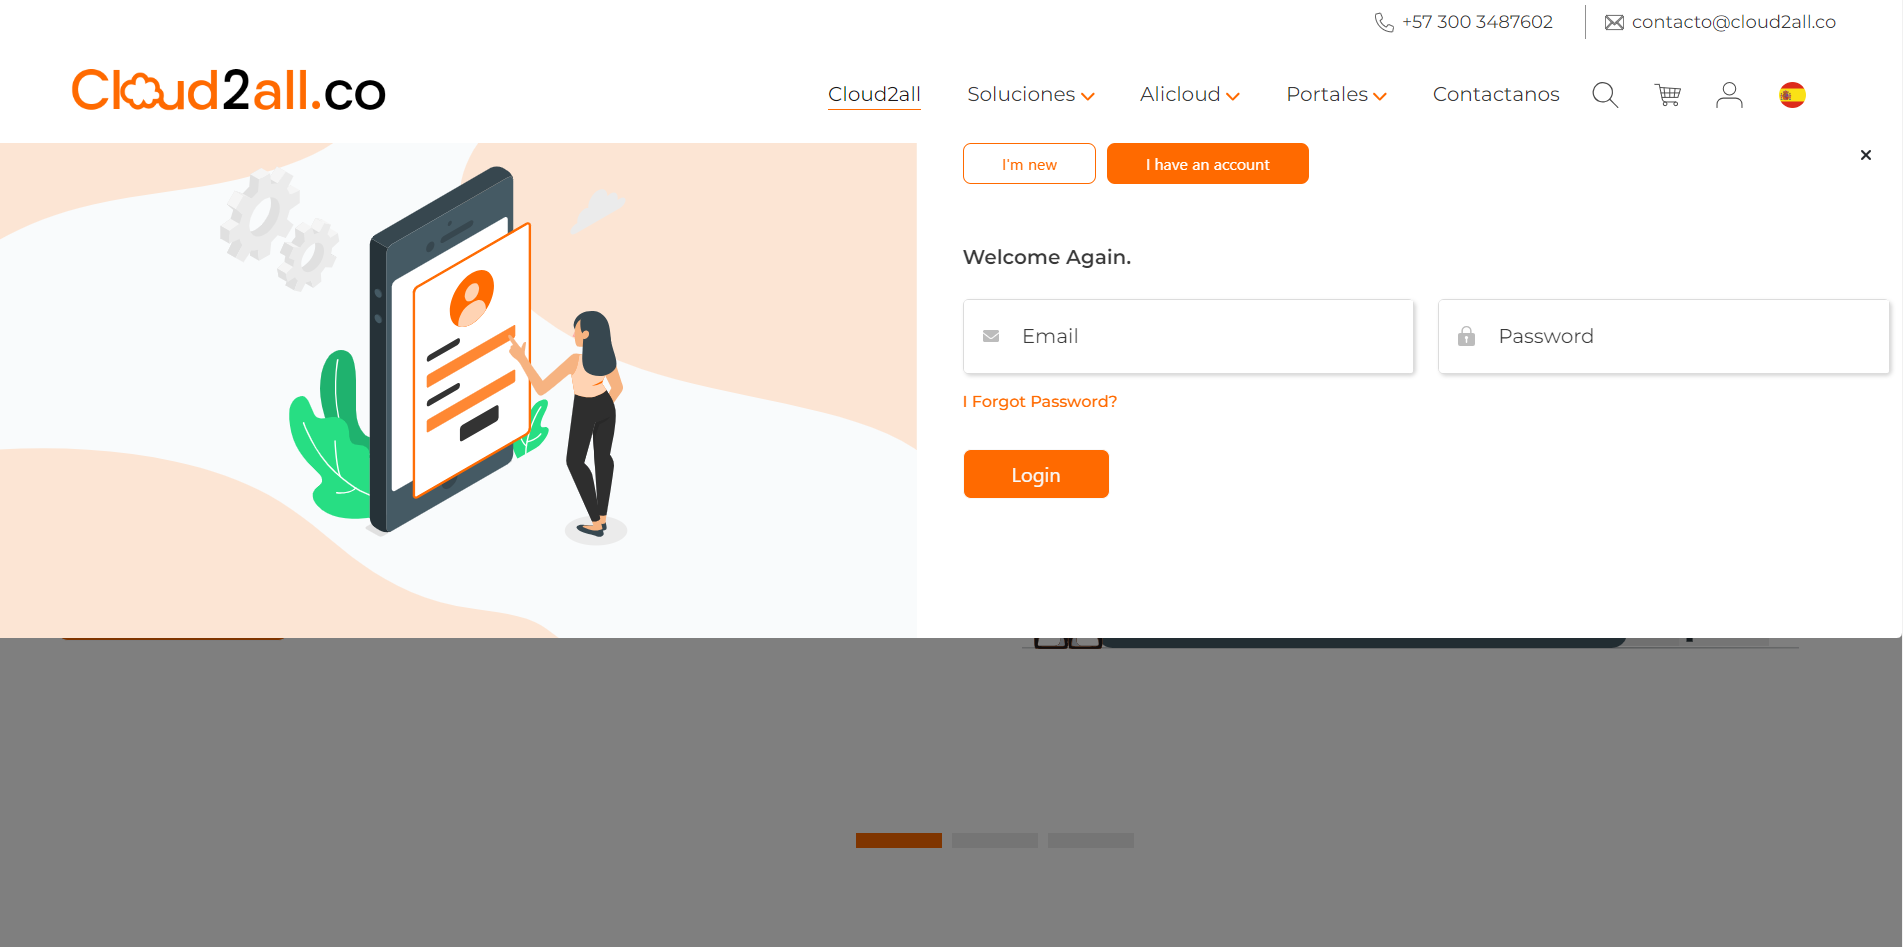 +57 300 3487602
contacto@cloud2all.co
Cloud2all.co
Cloud2all
Soluciones
Alicloud
Portales
Contactanos
I'm new
I have an account
×
Welcome Again.
Email
Password
I Forgot Password?
Login